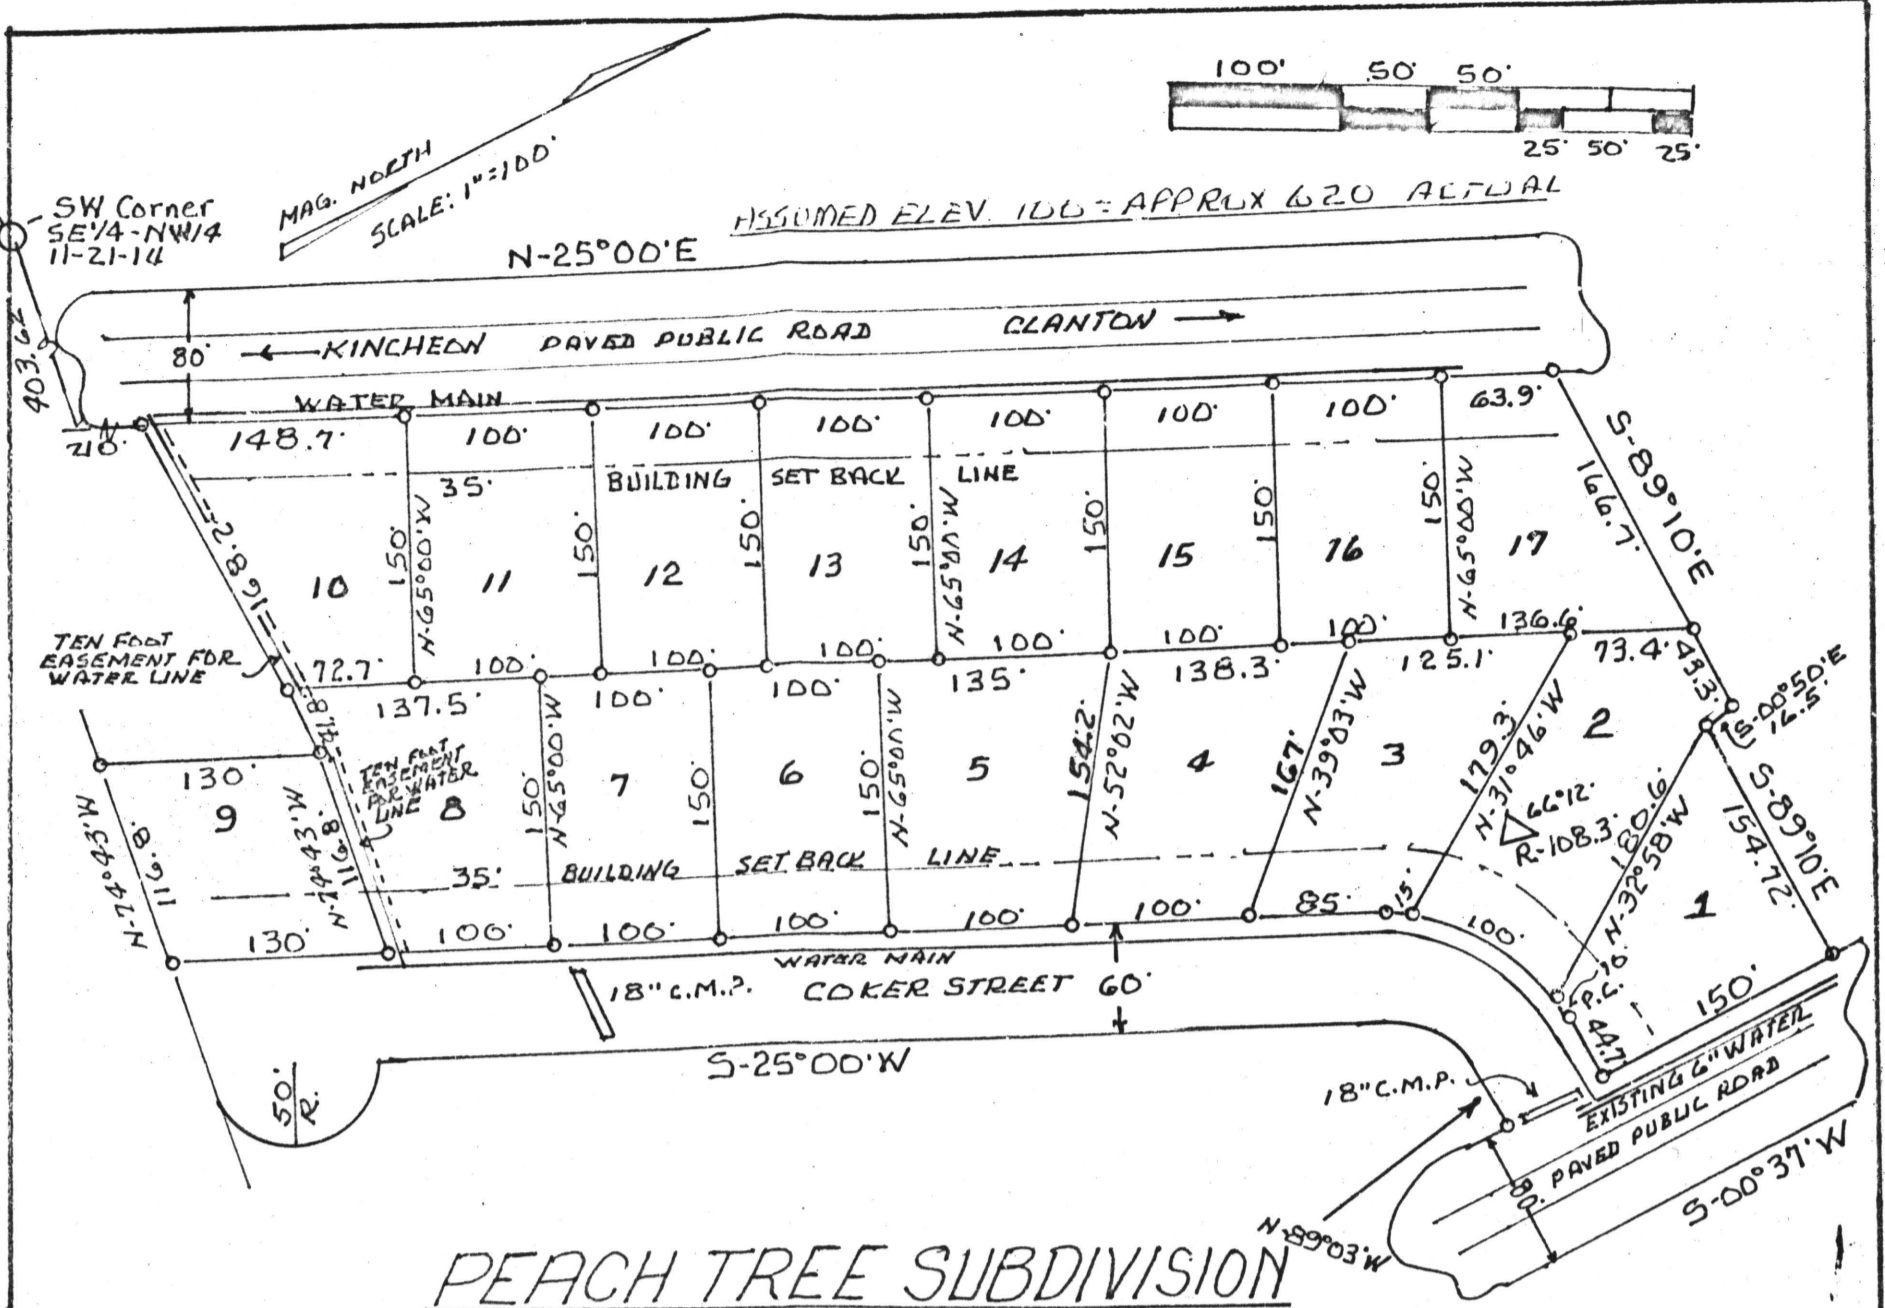 100' 50' 50'
25' 50' 25'
MAG. NORTH
SCALE: 1"=100'
SW Corner
SE1/4-NW1/4
11-21-14
ASSUMED ELEV. 100 = APPROX 620 ACTUAL
N-25°00'E
403.62
80'
← KINCHEON PAVED PUBLIC ROAD CLANTON →
WATER MAIN
210'
148.7' 100' 100' 100' 100' 100' 100' 63.9'
35' BUILDING SET BACK LINE
S-89°10'E
166.7'
168.2'
150' N-65°00'W
150'
150'
150' N-65°00'W
150'
150'
150' N-65°00'W
10 11 12 13 14 15 16 17
TEN FOOT
EASEMENT FOR
WATER LINE
72.7' 100' 100' 100' 100' 100' 100' 136.6'
137.5' 100' 100' 135' 138.3' 125.1' 73.4' 43.3'
S-00°50'E
16.5'
130'
TEN FOOT
EASEMENT
FOR WATER
LINE
9 8 7 6 5 4 3 2 1
N-74°43'W
116.8'
N-74°43'W
116.8'
150' N-65°00'W
150'
150' N-65°00'W
154.2'
N-52°02'W
167'
N-39°03'W
179.3'
N-31°46'W
66°12'
R-108.3'
180.6'
N-32°58'W
S-89°10'E
154.72'
35' BUILDING SET BACK LINE
130' 100' 100' 100' 100' 100' 85' 15' 100'
10'
P.C.
44.7'
150'
WATER MAIN
18" C.M.P. COKER STREET 60'
S-25°00'W
50'
R.
18" C.M.P.
EXISTING 6" WATER
PAVED PUBLIC ROAD
80'
S-00°37'W
N-89°03'W
PEACH TREE SUBDIVISION